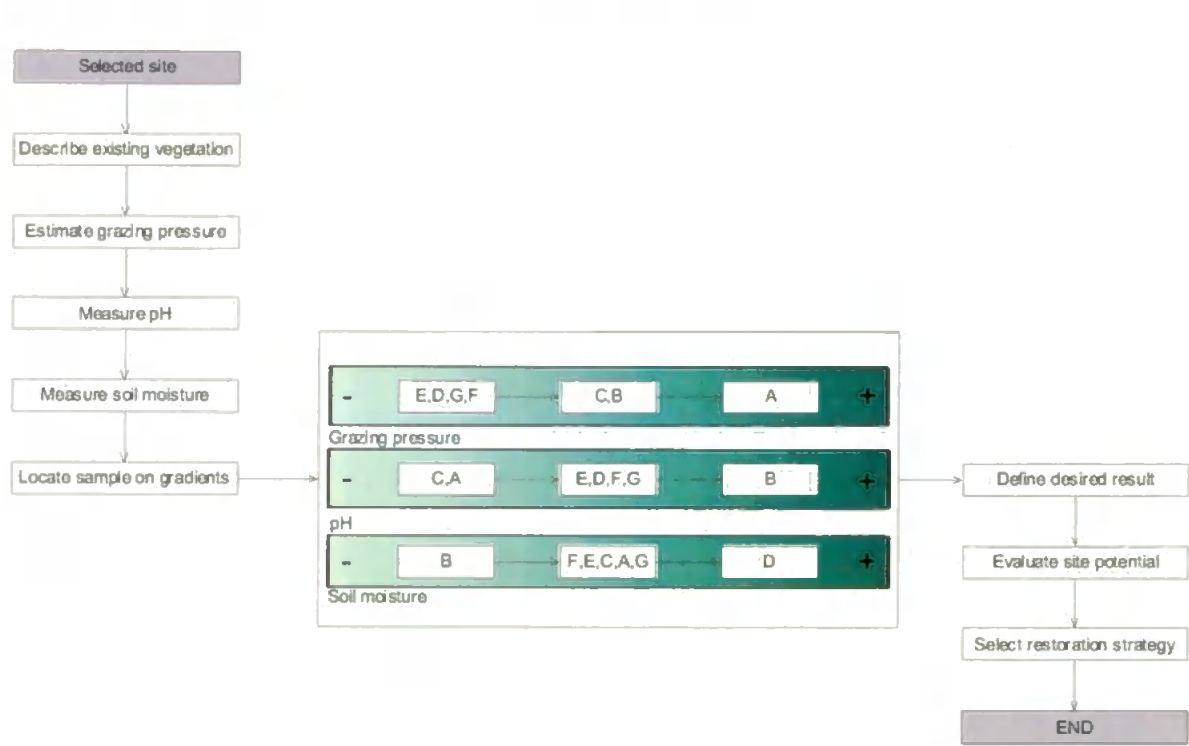 Selected site
Describe existing vegetation
Estimate grazing pressure
Measure pH
Measure soil moisture
Locate sample on gradients
- E,D,G,F C,B A +
Grazing pressure
- C,A E,D,F,G B +
pH
- B F,E,C,A,G D +
Soil moisture
Define desired result
Evaluate site potential
Select restoration strategy
END